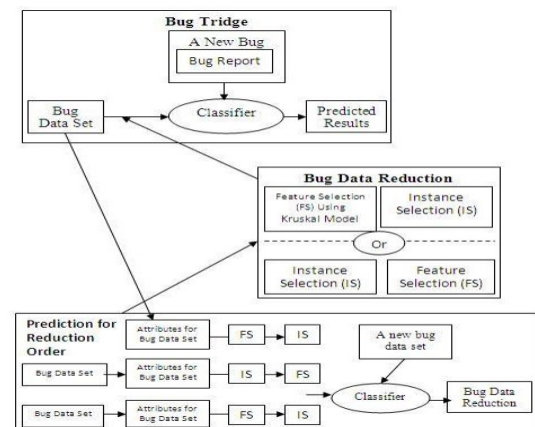 Bug Tridge
A New Bug
Bug Report
Bug
Data Set
Classifier
Predicted
Results
Bug Data Reduction
Feature Selection
(FS) Using
Kruskal Model
Instance
Selection (IS)
Or
Instance
Selection (IS)
Feature
Selection (FS)
Prediction for
Reduction
Order
Attributes for
Bug Data Set
FS
IS
A new bug
data set
Bug Data Set
Attributes for
Bug Data Set
IS
FS
Classifier
Bug Data
Reduction
Bug Data Set
Attributes for
Bug Data Set
FS
IS